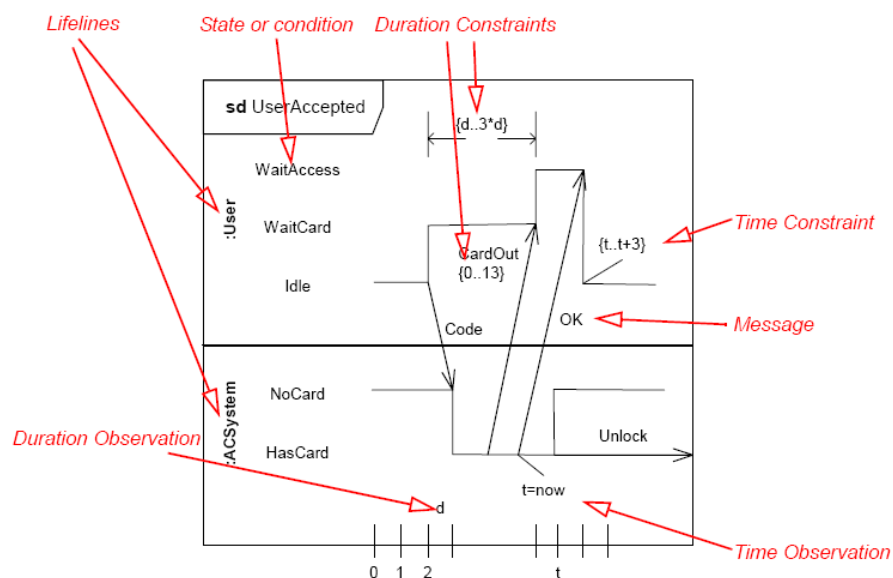 Lifelines
State or condition
Duration Constraints
sd UserAccepted
{d..3*d}
WaitAccess
:User
WaitCard
Time Constraint
{t..t+3}
CardOut
{0..13}
Idle
Code
OK
Message
NoCard
:ACSystem
Duration Observation
HasCard
Unlock
t=now
d
Time Observation
0 1 2 t